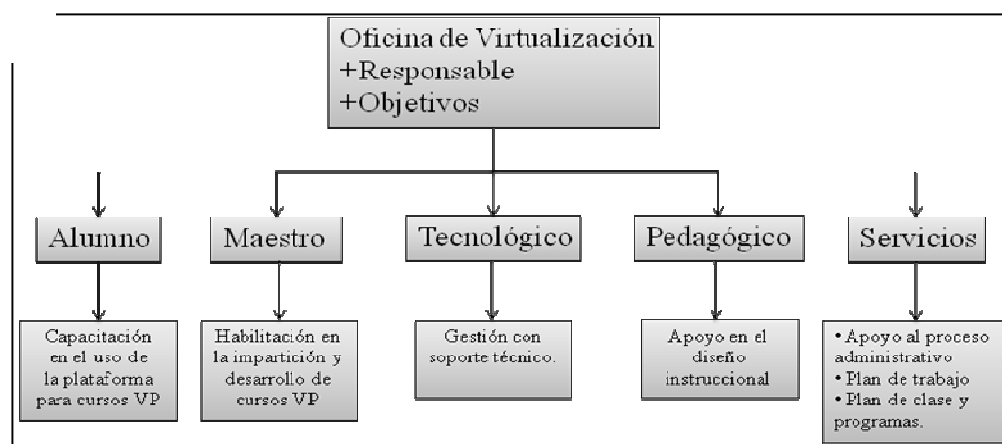 Oficina de Virtualización
+Responsable
+Objetivos
Alumno
Maestro
Tecnológico
Pedagógico
Servicios
Capacitación
en el uso de
la plataforma
para cursos VP
Habilitación en
la impartición y
desarrollo de
cursos VP
Gestión con
soporte técnico.
Apoyo en el
diseño
instruccional
• Apoyo al proceso
administrativo
• Plan de trabajo
• Plan de clase y
programas.